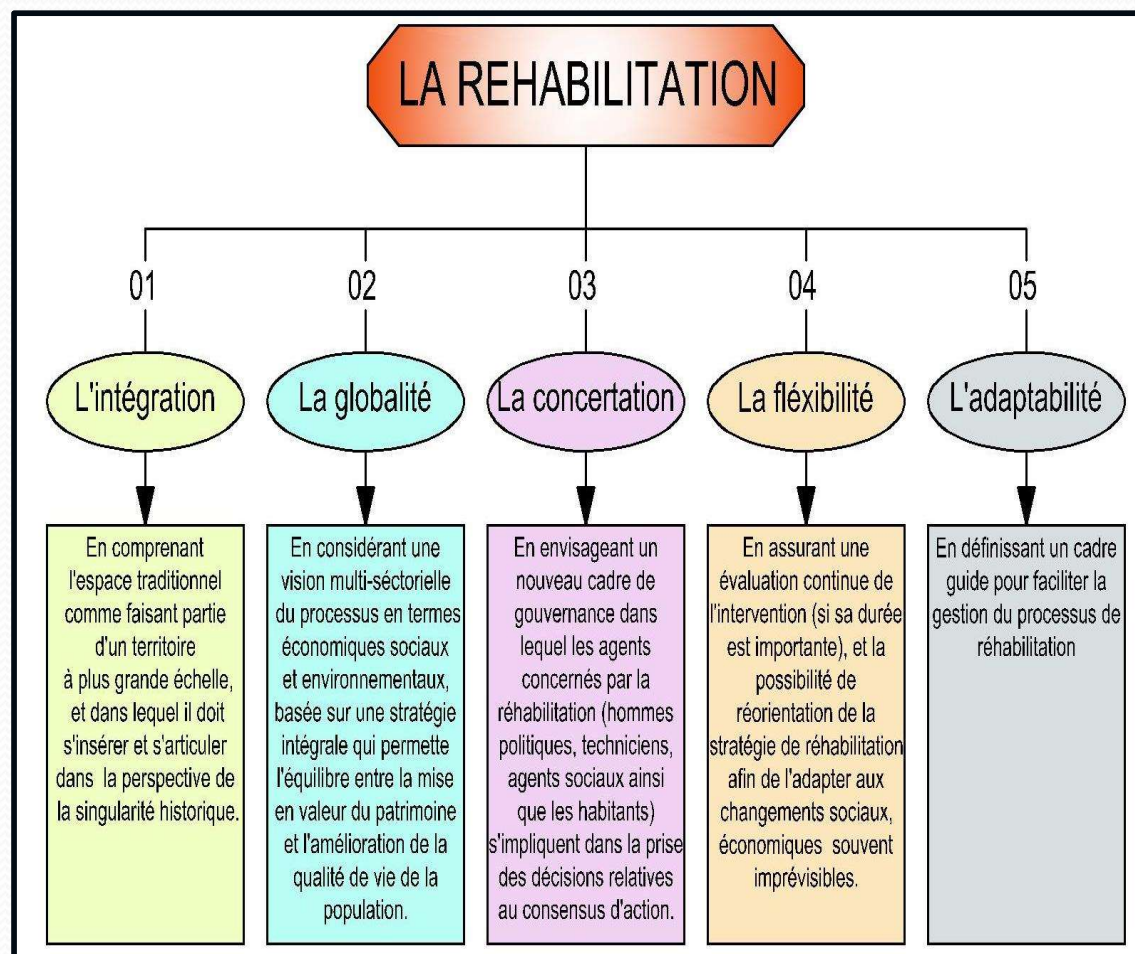 LA REHABILITATION
01
02
03
04
05
L'intégration
La globalité
La concertation
La fléxibilité
L'adaptabilité
En comprenant
l'espace traditionnel
comme faisant partie
d'un territoire
à plus grande échelle,
et dans lequel il doit
s'insérer et s'articuler
dans la perspective de
la singularité historique.
En considérant une
vision multi-séctorielle
du processus en termes
économiques sociaux
et environnementaux,
basée sur une stratégie
intégrale qui permette
l'équilibre entre la mise
en valeur du patrimoine
et l'amélioration de la
qualité de vie de la
population.
En envisageant un
nouveau cadre de
gouvernance dans
lequel les agents
concernés par la
réhabilitation (hommes
politiques, techniciens,
agents sociaux ainsi
que les habitants)
s'impliquent dans la prise
des décisions relatives
au consensus d'action.
En assurant une
évaluation continue de
l'intervention (si sa durée
est importante), et la
possibilité de
réorientation de la
stratégie de réhabilitation
afin de l'adapter aux
changements sociaux,
économiques souvent
imprévisibles.
En définissant un cadre
guide pour faciliter la
gestion du processus de
réhabilitation